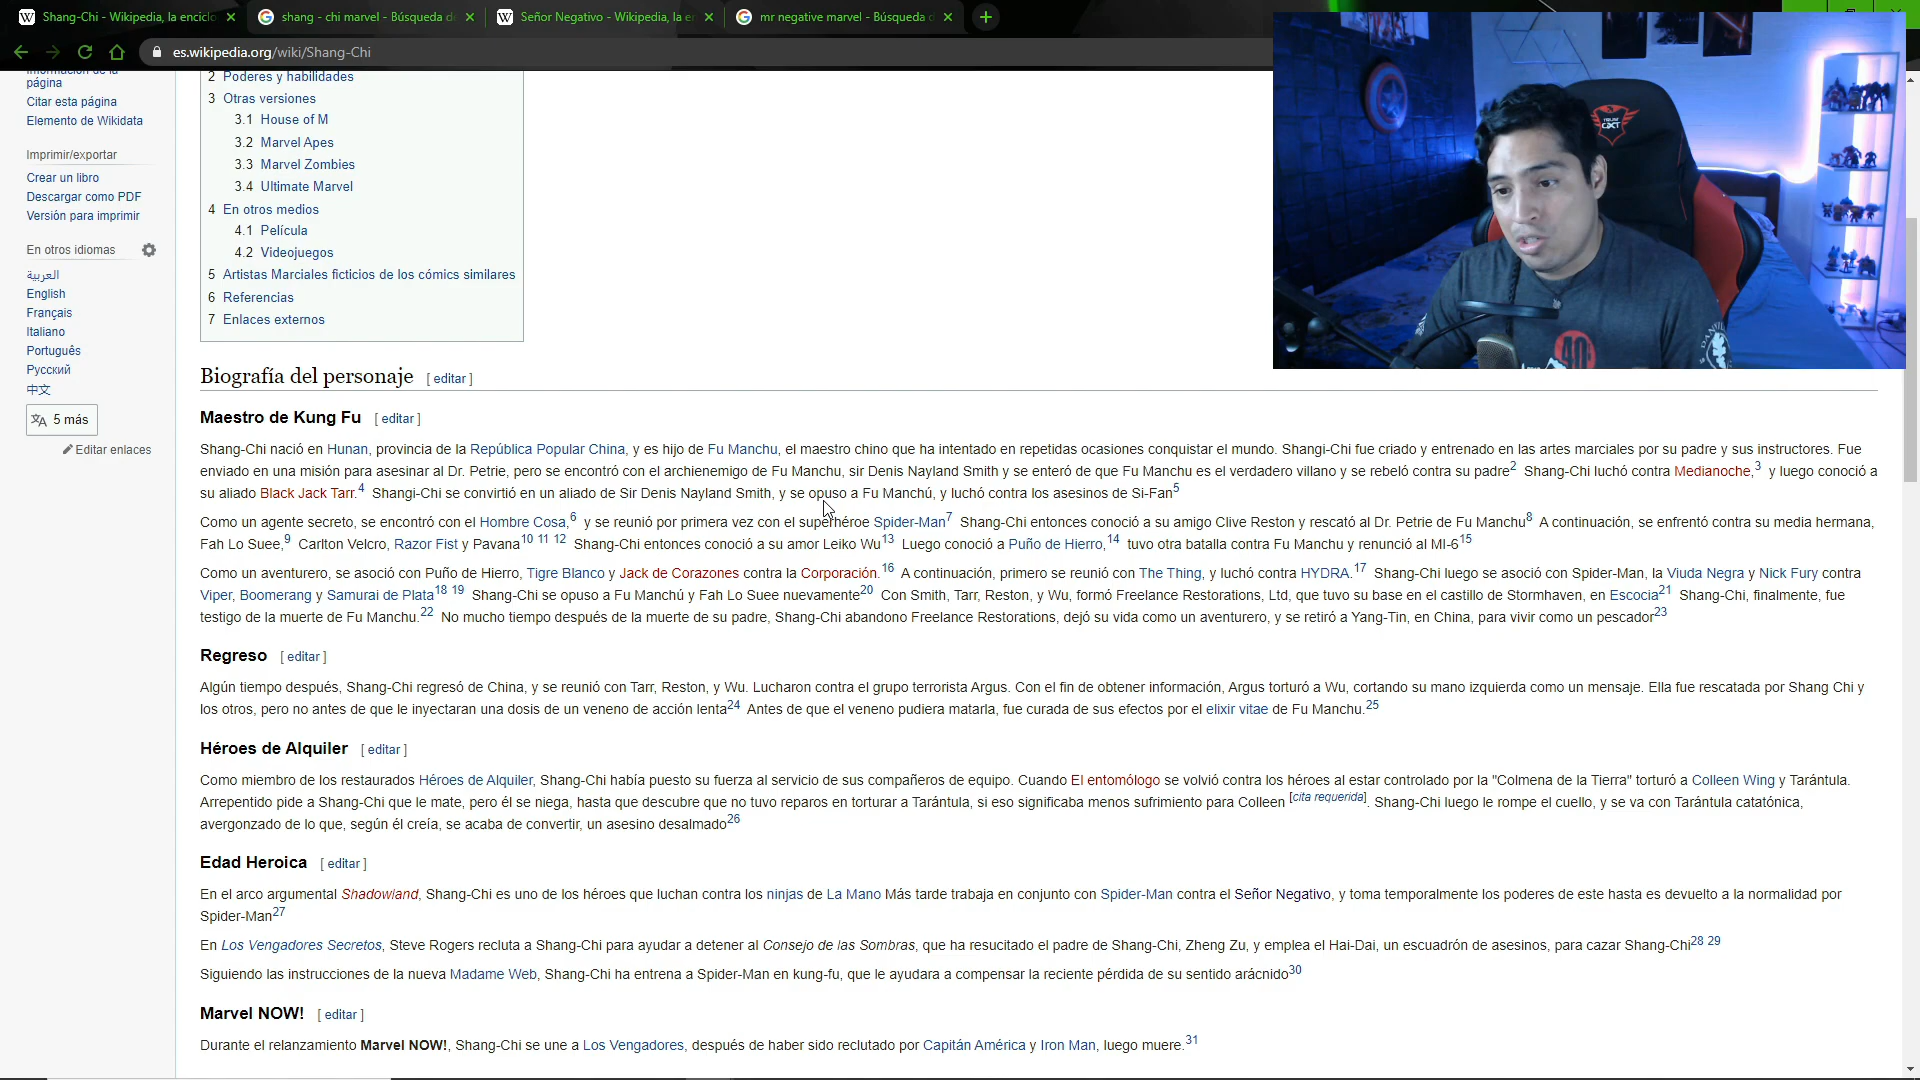 Shang-Chi - Wikipedia, la enciclo
shang - chi marvel - Búsqueda de
Señor Negativo - Wikipedia, la en
mr negative marvel - Búsqueda d
es.wikipedia.org/wiki/Shang-Chi
Información de la
página
Citar esta página
Elemento de Wikidata
Imprimir/exportar
Crear un libro
Descargar como PDF
Versión para imprimir
En otros idiomas
العربية
English
Français
Italiano
Português
Русский
中文
5 más
Editar enlaces
2 Poderes y habilidades
3 Otras versiones
3.1 House of M
3.2 Marvel Apes
3.3 Marvel Zombies
3.4 Ultimate Marvel
4 En otros medios
4.1 Película
4.2 Videojuegos
5 Artistas Marciales ficticios de los cómics similares
6 Referencias
7 Enlaces externos
Biografía del personaje [ editar ]
Maestro de Kung Fu [ editar ]
Shang-Chi nació en Hunan, provincia de la República Popular China, y es hijo de Fu Manchu, el maestro chino que ha intentado en repetidas ocasiones conquistar el mundo. Shangi-Chi fue criado y entrenado en las artes marciales por su padre y sus instructores. Fue
enviado en una misión para asesinar al Dr. Petrie, pero se encontró con el archienemigo de Fu Manchu, sir Denis Nayland Smith y se enteró de que Fu Manchu es el verdadero villano y se rebeló contra su padre2 Shang-Chi luchó contra Medianoche,3 y luego conoció a
su aliado Black Jack Tarr.4 Shangi-Chi se convirtió en un aliado de Sir Denis Nayland Smith, y se opuso a Fu Manchú, y luchó contra los asesinos de Si-Fan5
Como un agente secreto, se encontró con el Hombre Cosa,6 y se reunió por primera vez con el superhéroe Spider-Man7 Shang-Chi entonces conoció a su amigo Clive Reston y rescató al Dr. Petrie de Fu Manchu8 A continuación, se enfrentó contra su media hermana,
Fah Lo Suee,9 Carlton Velcro, Razor Fist y Pavana10 11 12 Shang-Chi entonces conoció a su amor Leiko Wu13 Luego conoció a Puño de Hierro,14 tuvo otra batalla contra Fu Manchu y renunció al MI-615
Como un aventurero, se asoció con Puño de Hierro, Tigre Blanco y Jack de Corazones contra la Corporación.16 A continuación, primero se reunió con The Thing, y luchó contra HYDRA.17 Shang-Chi luego se asoció con Spider-Man, la Viuda Negra y Nick Fury contra
Viper, Boomerang y Samurai de Plata18 19 Shang-Chi se opuso a Fu Manchú y Fah Lo Suee nuevamente20 Con Smith, Tarr, Reston, y Wu, formó Freelance Restorations, Ltd, que tuvo su base en el castillo de Stormhaven, en Escocia21 Shang-Chi, finalmente, fue
testigo de la muerte de Fu Manchu.22 No mucho tiempo después de la muerte de su padre, Shang-Chi abandono Freelance Restorations, dejó su vida como un aventurero, y se retiró a Yang-Tin, en China, para vivir como un pescador23
Regreso [ editar ]
Algún tiempo después, Shang-Chi regresó de China, y se reunió con Tarr, Reston, y Wu. Lucharon contra el grupo terrorista Argus. Con el fin de obtener información, Argus torturó a Wu, cortando su mano izquierda como un mensaje. Ella fue rescatada por Shang Chi y
los otros, pero no antes de que le inyectaran una dosis de un veneno de acción lenta24 Antes de que el veneno pudiera matarla, fue curada de sus efectos por el elixir vitae de Fu Manchu.25
Héroes de Alquiler [ editar ]
Como miembro de los restaurados Héroes de Alquiler, Shang-Chi había puesto su fuerza al servicio de sus compañeros de equipo. Cuando El entomólogo se volvió contra los héroes al estar controlado por la "Colmena de la Tierra" torturó a Colleen Wing y Tarántula.
Arrepentido pide a Shang-Chi que le mate, pero él se niega, hasta que descubre que no tuvo reparos en torturar a Tarántula, si eso significaba menos sufrimiento para Colleen [cita requerida]. Shang-Chi luego le rompe el cuello, y se va con Tarántula catatónica,
avergonzado de lo que, según él creía, se acaba de convertir, un asesino desalmado26
Edad Heroica [ editar ]
En el arco argumental Shadowland, Shang-Chi es uno de los héroes que luchan contra los ninjas de La Mano Más tarde trabaja en conjunto con Spider-Man contra el Señor Negativo, y toma temporalmente los poderes de este hasta es devuelto a la normalidad por
Spider-Man27
En Los Vengadores Secretos, Steve Rogers recluta a Shang-Chi para ayudar a detener al Consejo de las Sombras, que ha resucitado el padre de Shang-Chi, Zheng Zu, y emplea el Hai-Dai, un escuadrón de asesinos, para cazar Shang-Chi28 29
Siguiendo las instrucciones de la nueva Madame Web, Shang-Chi ha entrena a Spider-Man en kung-fu, que le ayudara a compensar la reciente pérdida de su sentido arácnido30
Marvel NOW! [ editar ]
Durante el relanzamiento Marvel NOW!, Shang-Chi se une a Los Vengadores, después de haber sido reclutado por Capitán América y Iron Man, luego muere.31